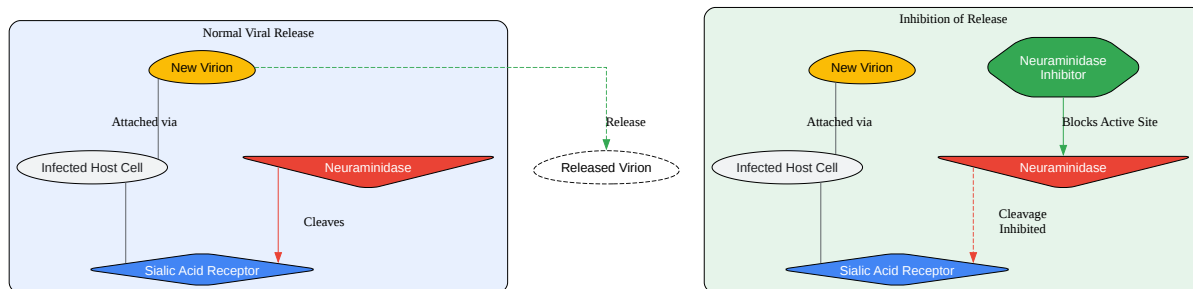 Normal Viral Release
New Virion
Attached via
Release
Infected Host Cell
Neuraminidase
Released Virion
Cleaves
Sialic Acid Receptor
Inhibition of Release
New Virion
Neuraminidase
Inhibitor
Attached via
Blocks Active Site
Infected Host Cell
Neuraminidase
Cleavage
Inhibited
Sialic Acid Receptor